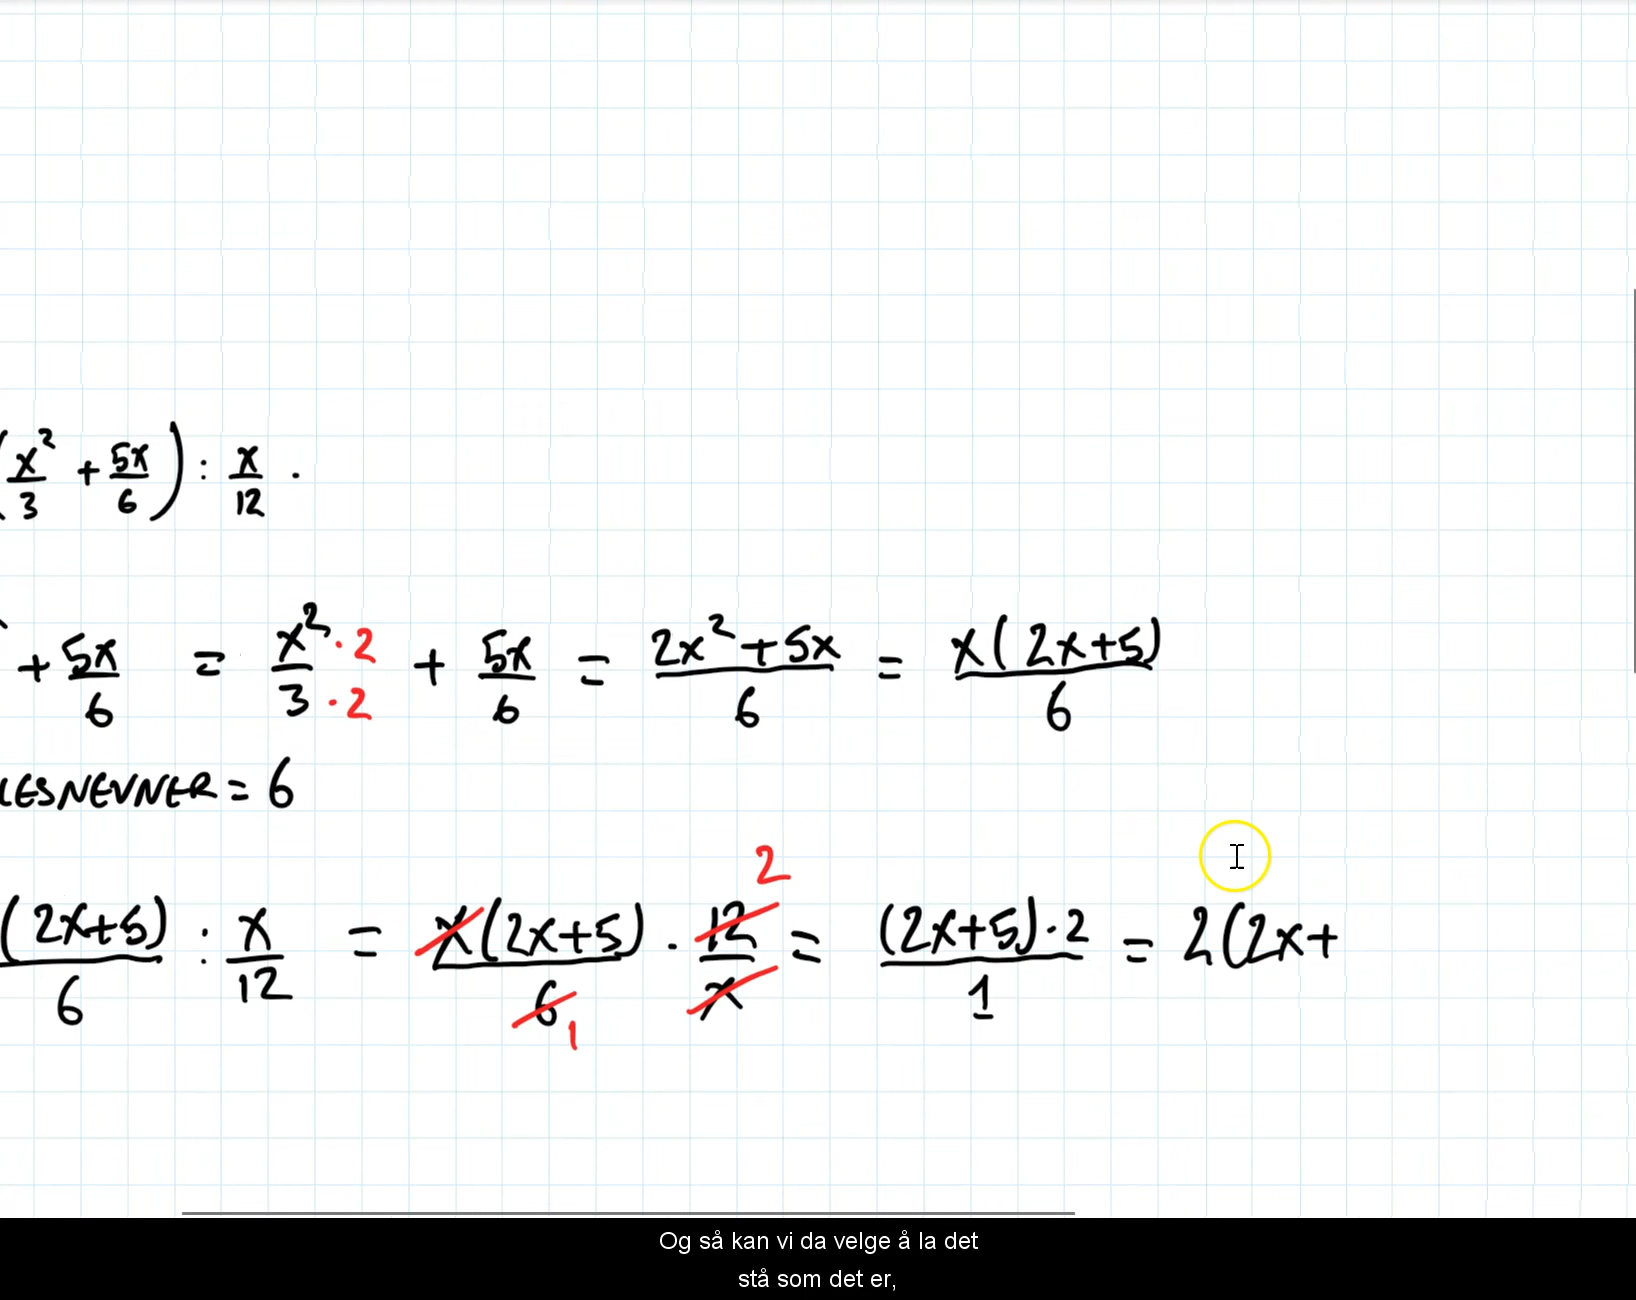 (x²/3 + 5x/6) : x/12 .
+ 5x/6 = x² · 2/3 · 2 + 5x/6 = 2x² + 5x/6 = x(2x+5)/6
LESNEVNER = 6
(2x+5)/6 : x/12 = x(2x+5)/6 1 · 12 2/x = (2x+5) · 2/1 = 2(2x+
Og så kan vi da velge å la det
stå som det er,